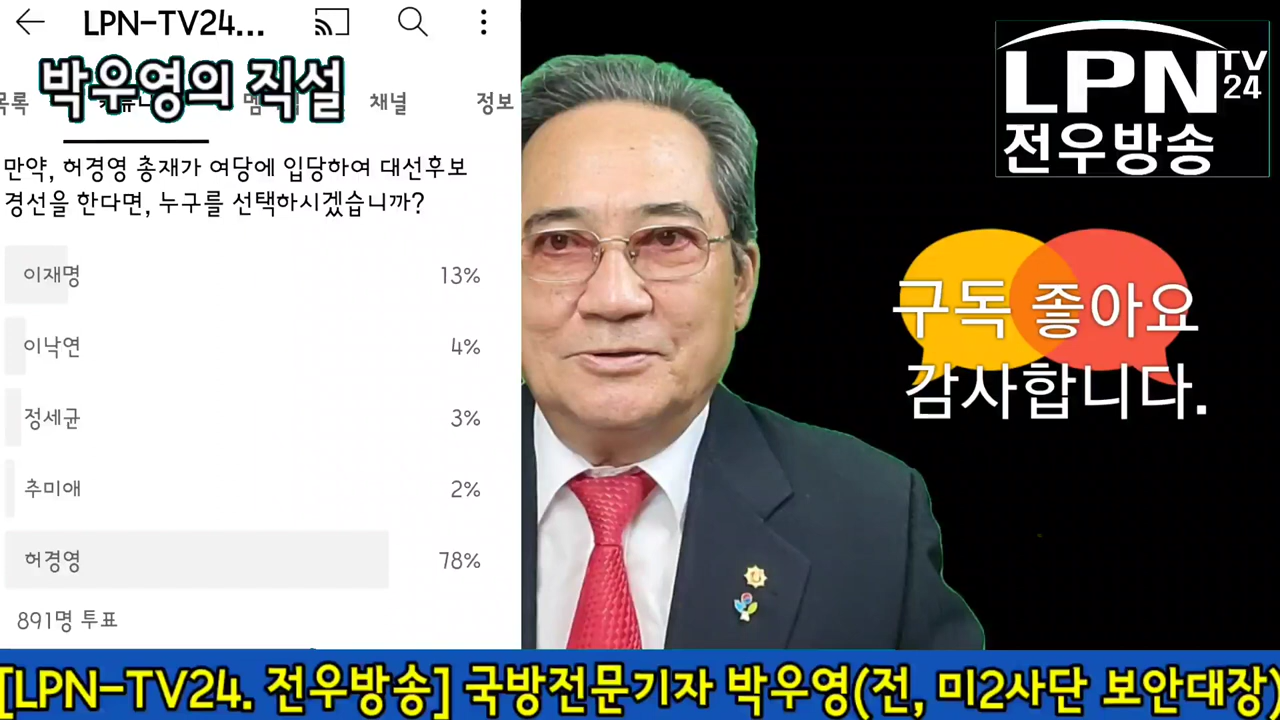 LPN-TV24...
박우영의 직설
목록
채널
정보
만약, 허경영 총재가 여당에 입당하여 대선후보
경선을 한다면, 누구를 선택하시겠습니까?
이재명 13%
이낙연 4%
정세균 3%
추미애 2%
허경영 78%
891명 투표
LPN TV 24
전우방송
구독 좋아요
감사합니다.
[LPN-TV24. 전우방송] 국방전문기자 박우영(전, 미2사단 보안대장)